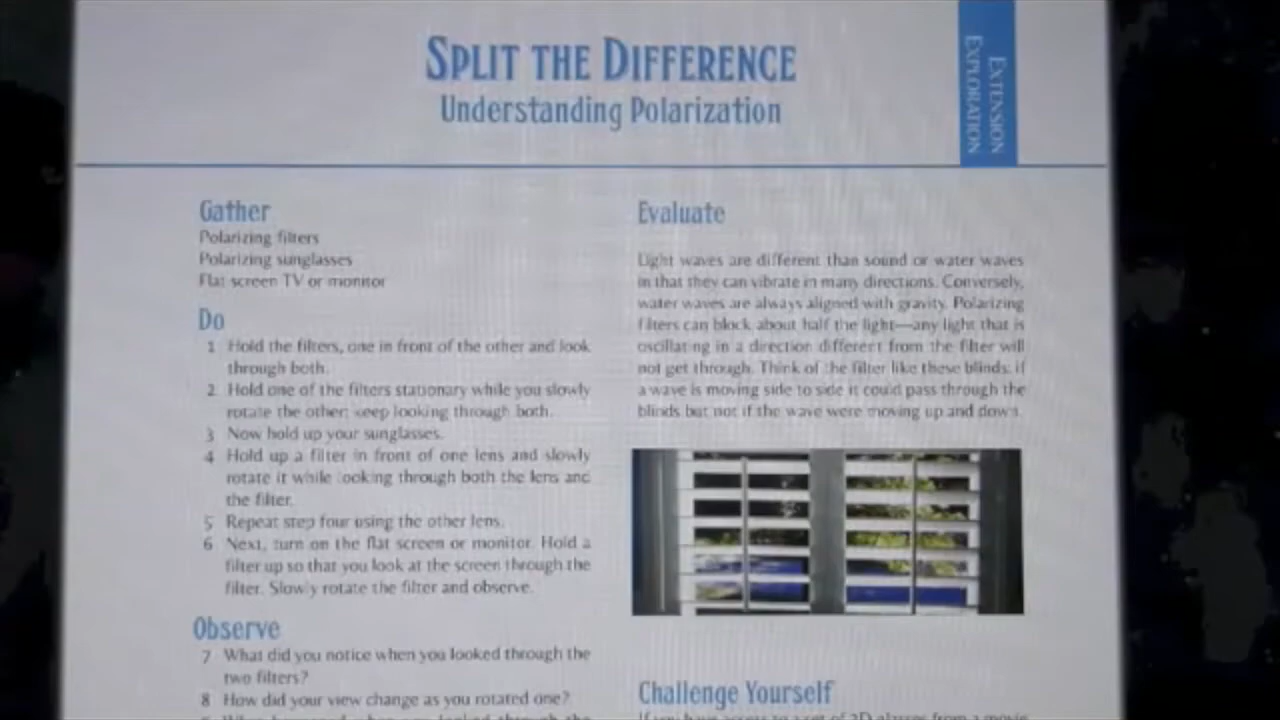 SPLIT THE DIFFERENCE
Understanding Polarization
EXTENSION
EXPLORATION
Gather
Polarizing filters
Polarizing sunglasses
Flat screen TV or monitor
Do
1 Hold the filters, one in front of the other and look
through both.
2 Hold one of the filters stationary while you slowly
rotate the other; keep looking through both.
3 Now hold up your sunglasses.
4 Hold up a filter in front of one lens and slowly
rotate it while looking through both the lens and
the filter.
5 Repeat step four using the other lens.
6 Next, turn on the flat screen or monitor. Hold a
filter up so that you look at the screen through the
filter. Slowly rotate the filter and observe.
Observe
7 What did you notice when you looked through the
two filters?
8 How did your view change as you rotated one?
Evaluate
Light waves are different than sound or water waves
in that they can vibrate in many directions. Conversely,
water waves are always aligned with gravity. Polarizing
filters can block about half the light—any light that is
oscillating in a direction different from the filter will
not get through. Think of the filter like these blinds; if
a wave is moving side to side it could pass through the
blinds but not if the wave were moving up and down.
Challenge Yourself
If you have access to a set of 3D glasses from a movie